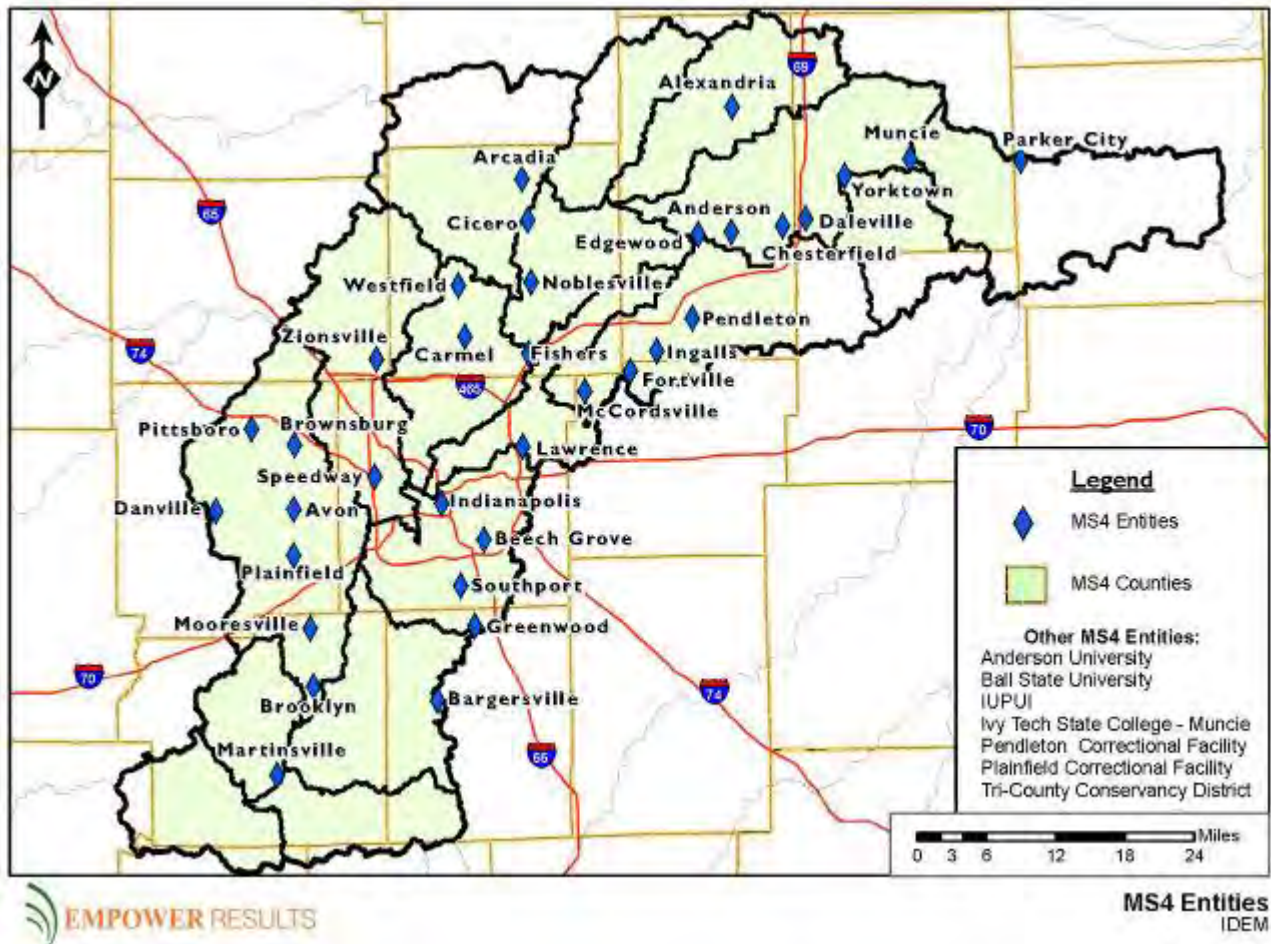 N
69
Alexandria
Muncie
Parker City
Arcadia
65
Yorktown
Cicero
Anderson
Daleville
Edgewood
Chesterfield
Westfield
Noblesville
Pendleton
Zionsville
74
Carmel
Fishers
Ingalls
465
Fortville
McCordsville
Pittsboro
Brownsburg
70
Lawrence
Speedway
Danville
Avon
Indianapolis
Beech Grove
Plainfield
Southport
Mooresville
Greenwood
70
Brooklyn
Bargersville
74
Martinsville
65
Legend
MS4 Entities
MS4 Counties
Other MS4 Entities:
Anderson University
Ball State University
IUPUI
Ivy Tech State College - Muncie
Pendleton Correctional Facility
Plainfield Correctional Facility
Tri-County Conservancy District
Miles
0 3 6 12 18 24
EMPOWER RESULTS
MS4 Entities
IDEM